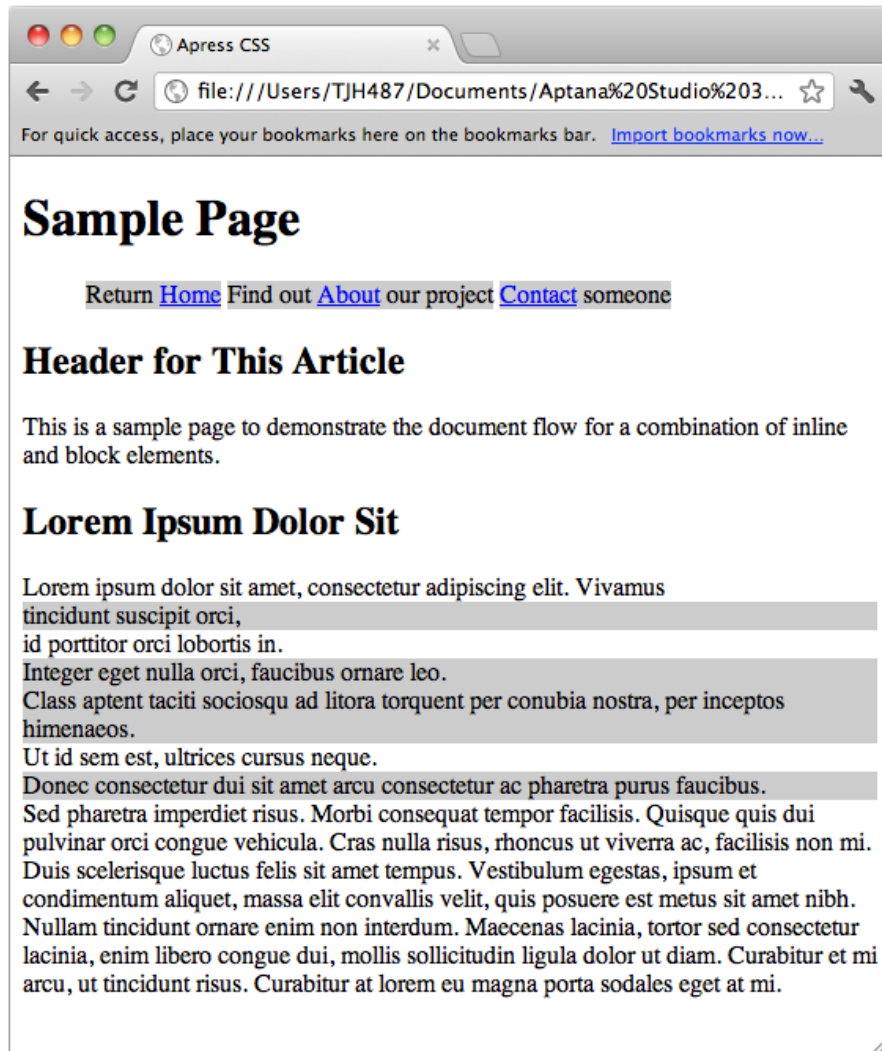 Apress CSS
file:///Users/TJH487/Documents/Aptana%20Studio%203...
For quick access, place your bookmarks here on the bookmarks bar. Import bookmarks now...
Sample Page
Return Home Find out About our project Contact someone
Header for This Article
This is a sample page to demonstrate the document flow for a combination of inline
and block elements.
Lorem Ipsum Dolor Sit
Lorem ipsum dolor sit amet, consectetur adipiscing elit. Vivamus
tincidunt suscipit orci,
id porttitor orci lobortis in.
Integer eget nulla orci, faucibus ornare leo.
Class aptent taciti sociosqu ad litora torquent per conubia nostra, per inceptos
himenaeos.
Ut id sem est, ultrices cursus neque.
Donec consectetur dui sit amet arcu consectetur ac pharetra purus faucibus.
Sed pharetra imperdiet risus. Morbi consequat tempor facilisis. Quisque quis dui
pulvinar orci congue vehicula. Cras nulla risus, rhoncus ut viverra ac, facilisis non mi.
Duis scelerisque luctus felis sit amet tempus. Vestibulum egestas, ipsum et
condimentum aliquet, massa elit convallis velit, quis posuere est metus sit amet nibh.
Nullam tincidunt ornare enim non interdum. Maecenas lacinia, tortor sed consectetur
lacinia, enim libero congue dui, mollis sollicitudin ligula dolor ut diam. Curabitur et mi
arcu, ut tincidunt risus. Curabitur at lorem eu magna porta sodales eget at mi.